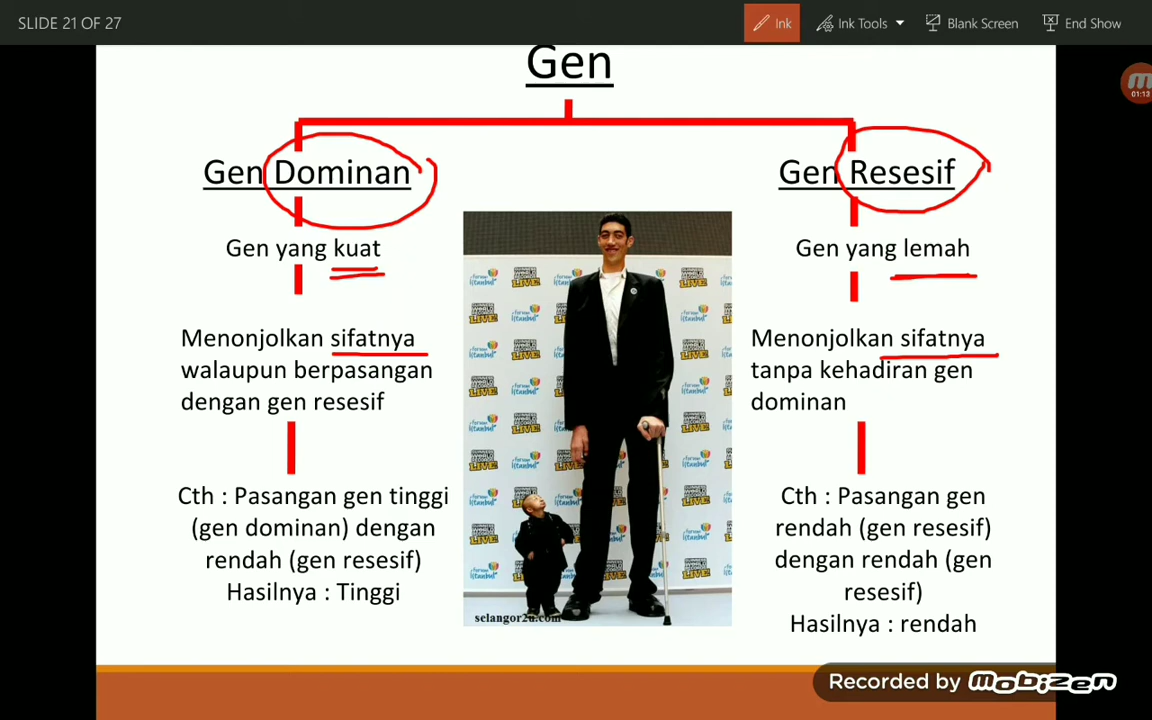 SLIDE 21 OF 27
Ink
Ink Tools
Blank Screen
End Show
01:13
Gen
Gen Dominan
Gen yang kuat
Menonjolkan sifatnya
walaupun berpasangan
dengan gen resesif
Cth : Pasangan gen tinggi
(gen dominan) dengan
rendah (gen resesif)
Hasilnya : Tinggi
selangor2u.com
Gen Resesif
Gen yang lemah
Menonjolkan sifatnya
tanpa kehadiran gen
dominan
Cth : Pasangan gen
rendah (gen resesif)
dengan rendah (gen
resesif)
Hasilnya : rendah
Recorded by mobizen